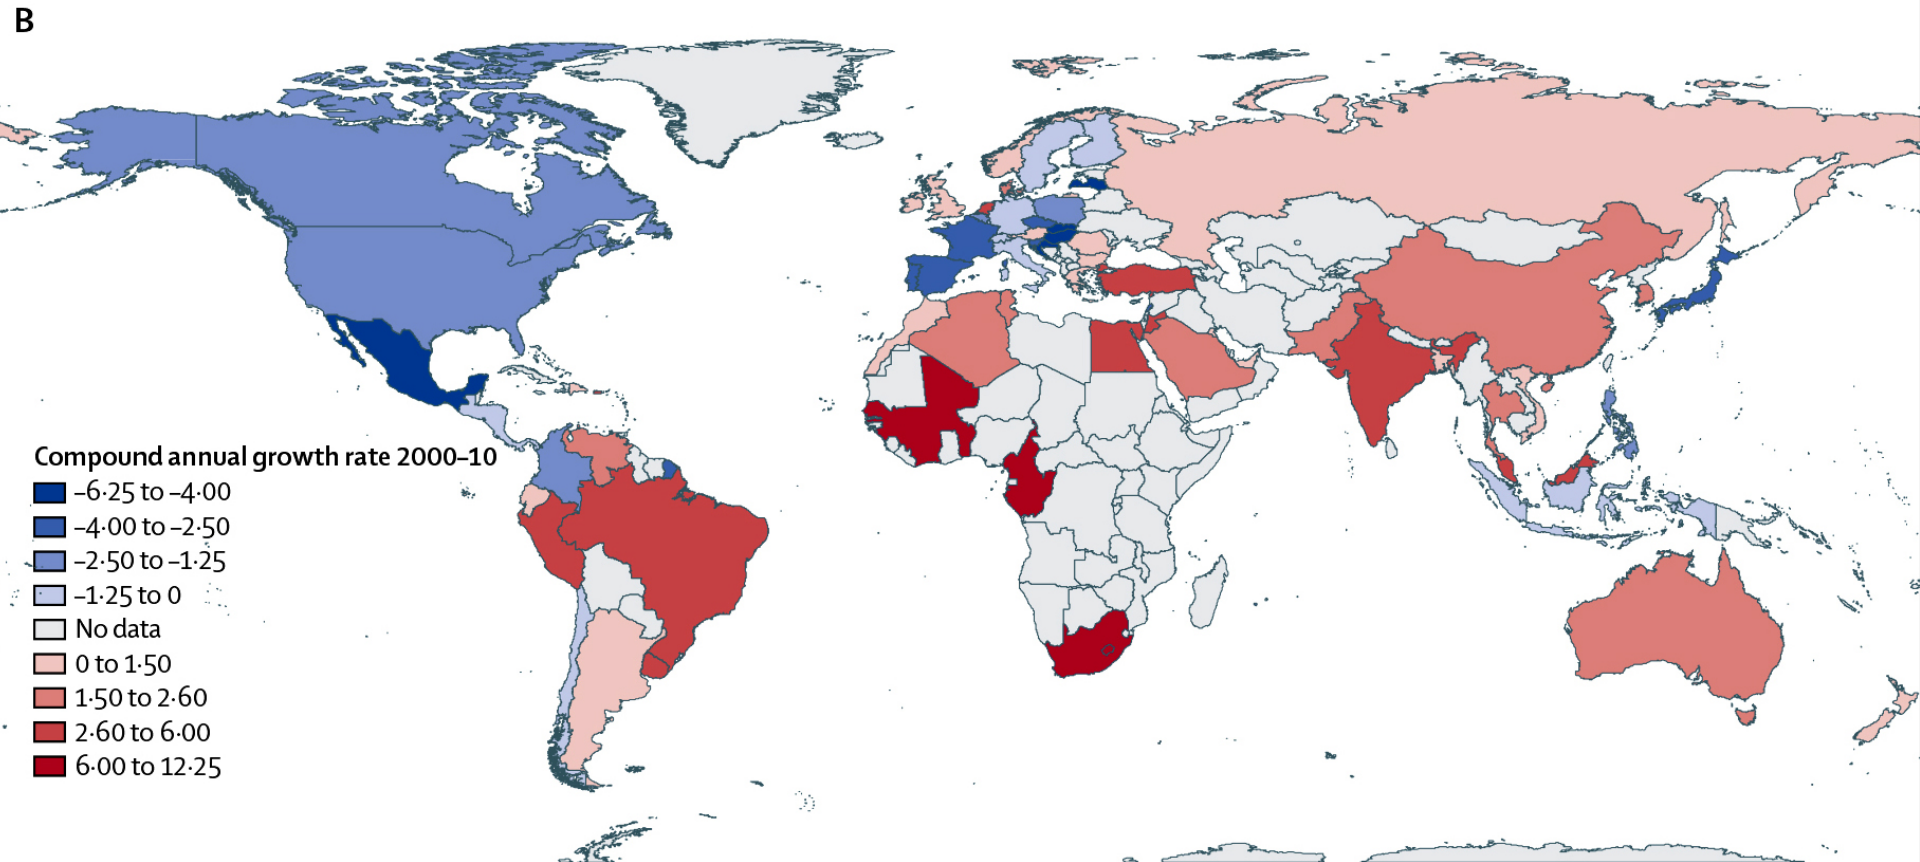 B
Compound annual growth rate 2000–10
–6·25 to –4·00
–4·00 to –2·50
–2·50 to –1·25
–1·25 to 0
No data
0 to 1·50
1·50 to 2·60
2·60 to 6·00
6·00 to 12·25